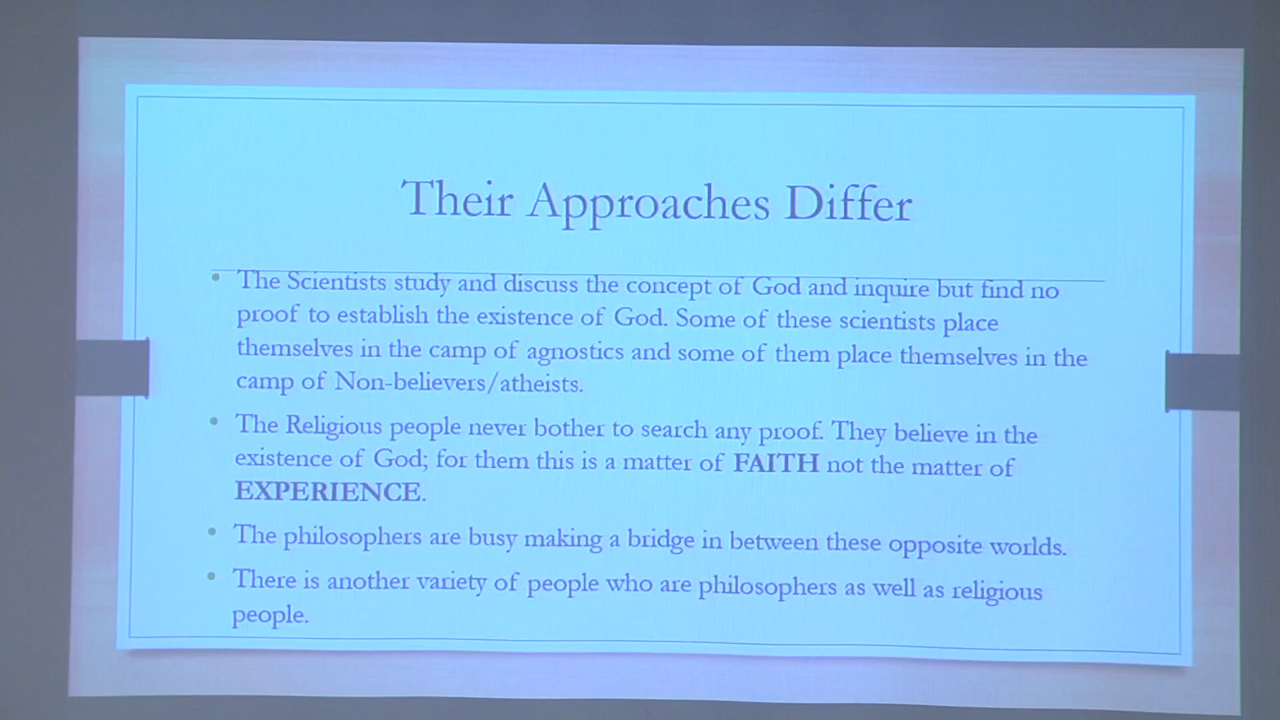 Their Approaches Differ
• The Scientists study and discuss the concept of God and inquire but find no
proof to establish the existence of God. Some of these scientists place
themselves in the camp of agnostics and some of them place themselves in the
camp of Non-believers/atheists.
• The Religious people never bother to search any proof. They believe in the
existence of God; for them this is a matter of FAITH not the matter of
EXPERIENCE.
• The philosophers are busy making a bridge in between these opposite worlds.
• There is another variety of people who are philosophers as well as religious
people.